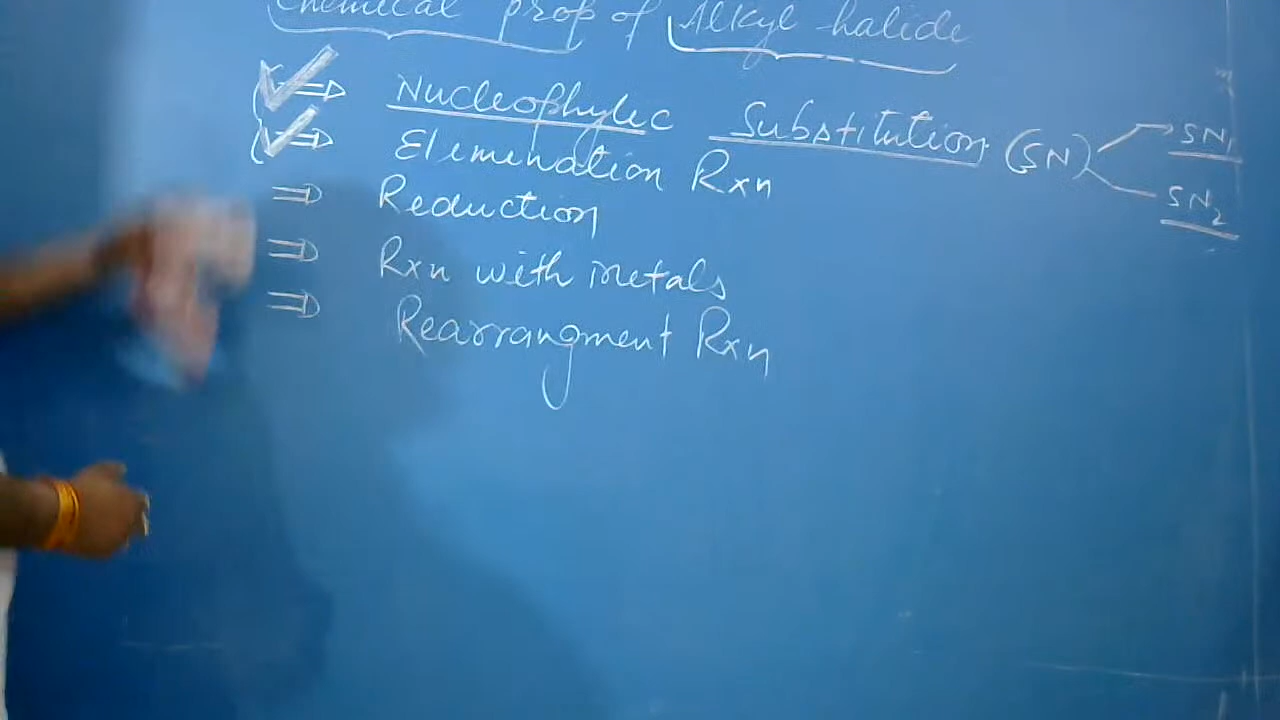 Chemical prop of Alkyl halide
⇒ Nucleophylic Substitution (SN) SN1
SN2
⇒ Elemination Rxn
⇒ Reduction
⇒ Rxn with metals
⇒ Rearrangment Rxn